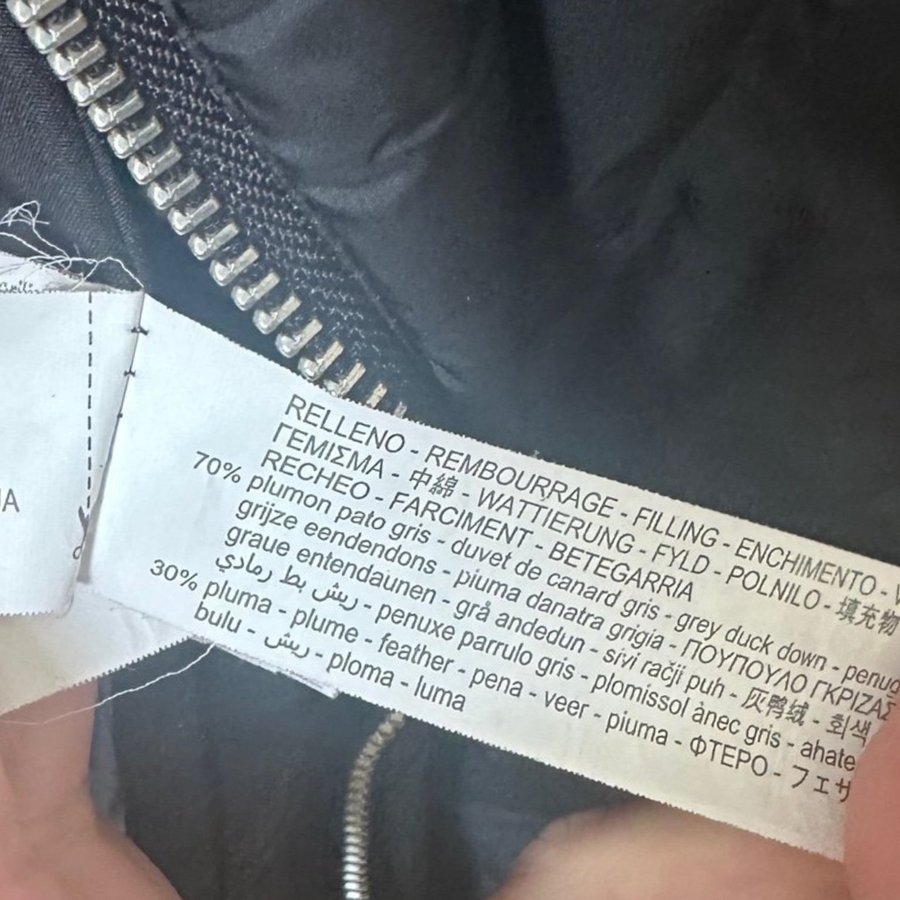 RELLENO - REMBOURRAGE - FILLING - ENCHIMENTO -
ΓΕΜΙΣΜΑ - 中綿 - WATTIERUNG - FYLD - POLNILO - 填充物
RECHEO - FARCIMENT - BETEGARRIA
70% plumon pato gris - duvet de canard gris - grey duck down -
grijze eendendons - piuma danatra grigia - ΠΟΥΠΟΥΛΟ ΓΚΡΙΖΑΣ
graue entendaunen - grå andedun - sivi račji puh - 灰鸭绒 - 회색
ريش بط رمادي - penuxe parrulo gris - plomissol ànec gris - ahate
30% pluma - plume - feather - pena - veer - piuma - ΦΤΕΡΟ - フェザ
bulu - ريش - ploma - luma